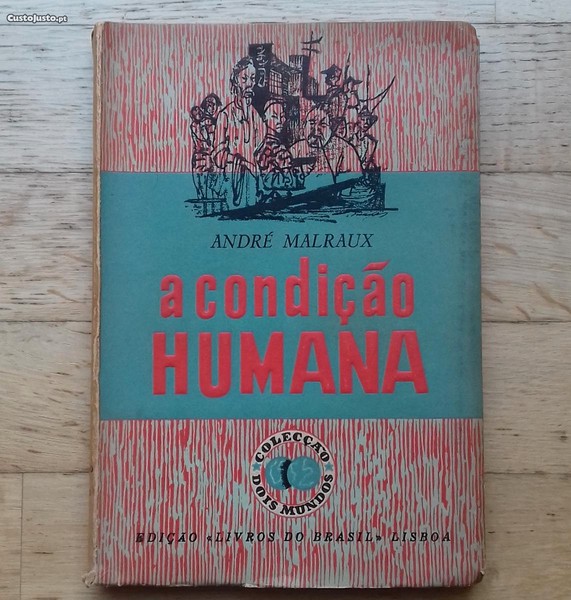 CustoJusto.pt
ANDRÉ MALRAUX
a condição
HUMANA
COLECÇÃO
DOIS MUNDOS
EDIÇÃO «LIVROS DO BRASIL» LISBOA